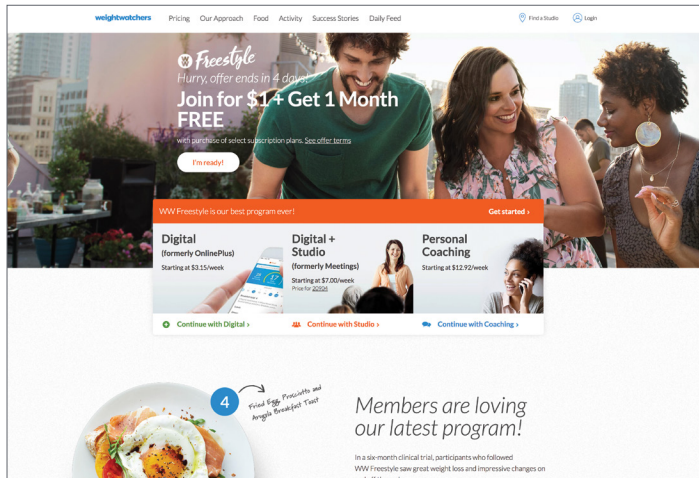 weightwatchers Pricing Our Approach Food Activity Success Stories Daily Feed Find a Studio Login
W Freestyle
Hurry, offer ends in 4 days!
Join for $1 + Get 1 Month
FREE
with purchase of select subscription plans. See offer terms
I'm ready!
WW Freestyle is our best program ever! Get started >
Digital
(formerly OnlinePlus)
Starting at $3.15/week
Digital +
Studio
(formerly Meetings)
Starting at $7.00/week
Price for 20904
Personal
Coaching
Starting at $12.92/week
Continue with Digital > Continue with Studio > Continue with Coaching >
4
Fried Egg, Prosciutto and
Arugula Breakfast Toast
Members are loving
our latest program!
In a six-month clinical trial, participants who followed
WW Freestyle saw great weight loss and impressive changes on